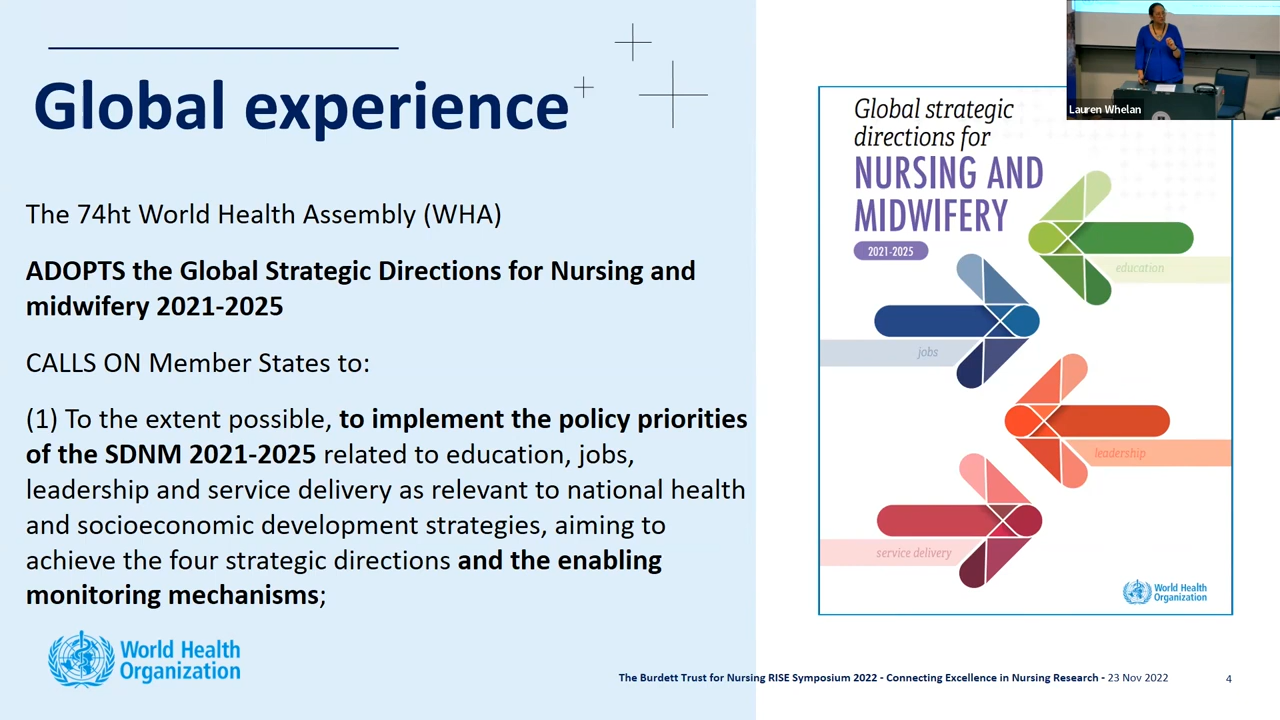 Global experience
The 74ht World Health Assembly (WHA)
ADOPTS the Global Strategic Directions for Nursing and
midwifery 2021-2025
CALLS ON Member States to:
(1) To the extent possible, to implement the policy priorities
of the SDNM 2021-2025 related to education, jobs,
leadership and service delivery as relevant to national health
and socioeconomic development strategies, aiming to
achieve the four strategic directions and the enabling
monitoring mechanisms;
World Health
Organization
Global strategic
directions for
NURSING AND
MIDWIFERY
2021-2025
education
jobs
leadership
service delivery
World Health
Organization
Lauren Whelan
The Burdett Trust for Nursing RISE Symposium 2022 - Connecting Excellence in Nursing Research - 23 Nov 2022
4